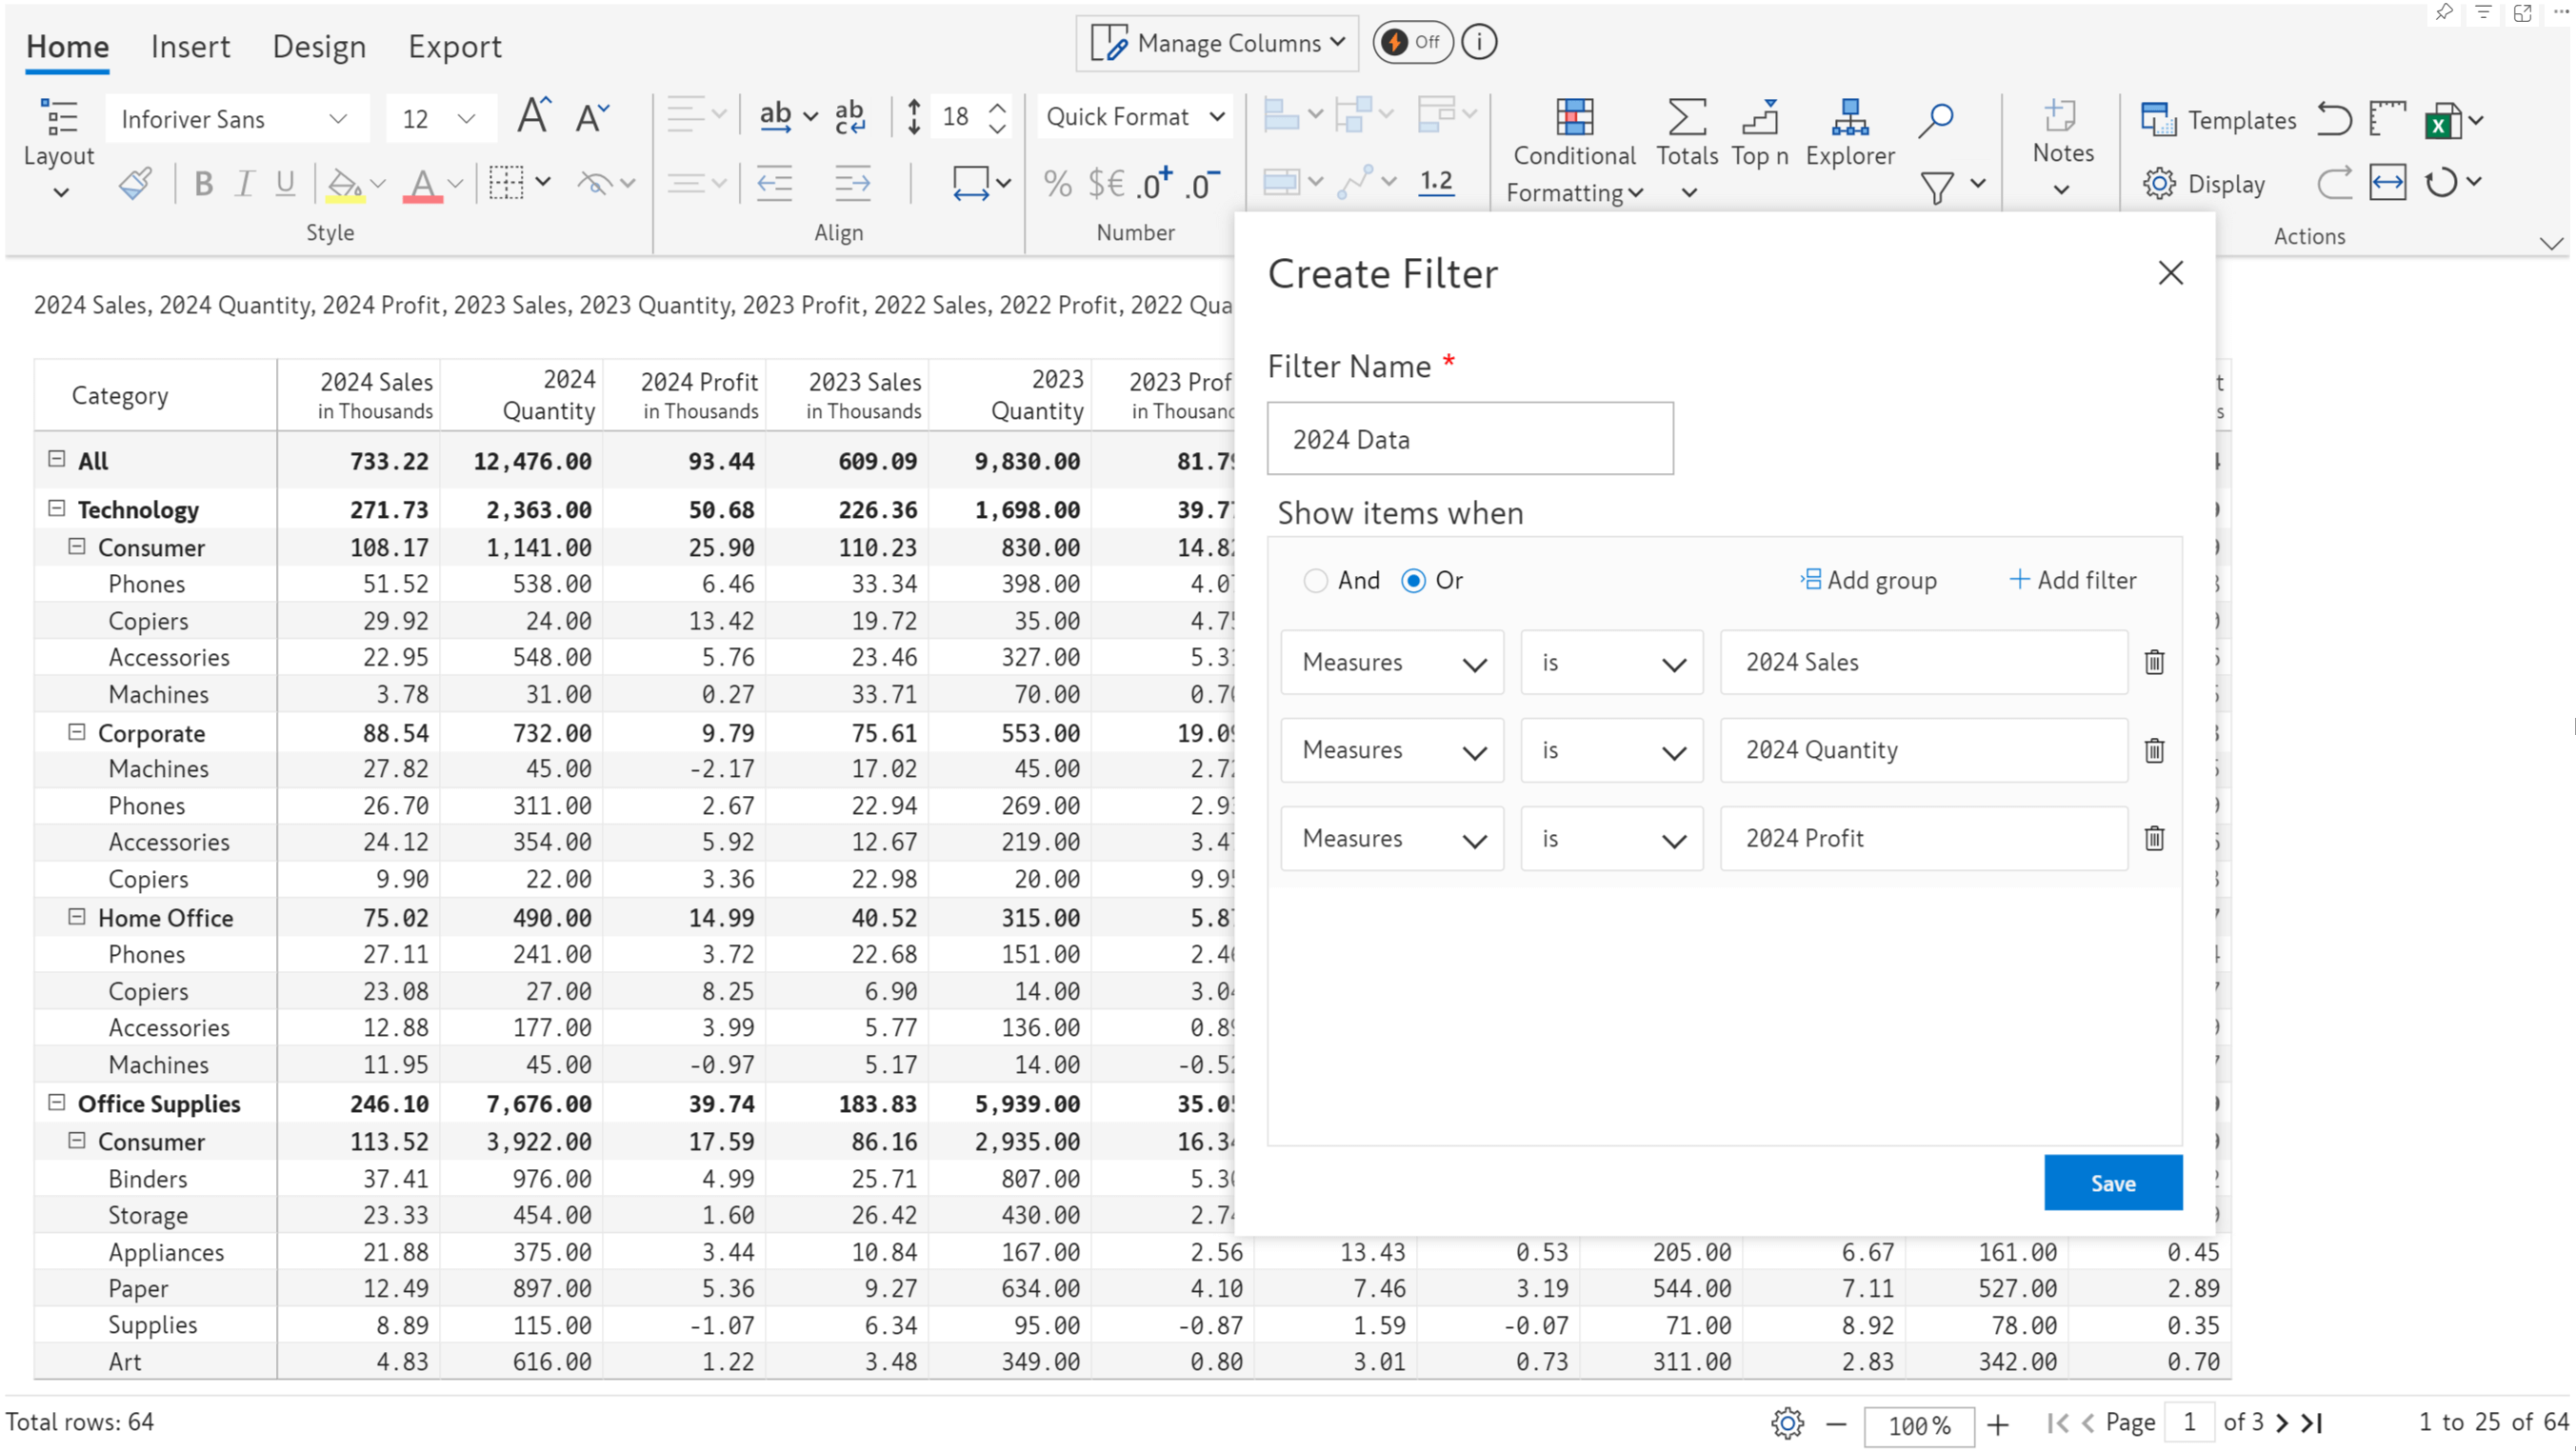 Home Insert Design Export Manage Columns Off
Layout Inforiver Sans 12 18 Quick Format Conditional Formatting Totals Top n Explorer Notes Templates
B I U % $€ .0 .0 1.2 Display
Style Align Number Actions
2024 Sales, 2024 Quantity, 2024 Profit, 2023 Sales, 2023 Quantity, 2023 Profit, 2022 Sales, 2022 Profit, 2022 Qua
Category 2024 Sales in Thousands 2024 Quantity 2024 Profit in Thousands 2023 Sales in Thousands 2023 Quantity 2023 Prof in Thousand
All 733.22 12,476.00 93.44 609.09 9,830.00 81.7
Technology 271.73 2,363.00 50.68 226.36 1,698.00 39.7
Consumer 108.17 1,141.00 25.90 110.23 830.00 14.8
Phones 51.52 538.00 6.46 33.34 398.00 4.0
Copiers 29.92 24.00 13.42 19.72 35.00 4.7
Accessories 22.95 548.00 5.76 23.46 327.00 5.3
Machines 3.78 31.00 0.27 33.71 70.00 0.7
Corporate 88.54 732.00 9.79 75.61 553.00 19.0
Machines 27.82 45.00 -2.17 17.02 45.00 2.7
Phones 26.70 311.00 2.67 22.94 269.00 2.9
Accessories 24.12 354.00 5.92 12.67 219.00 3.4
Copiers 9.90 22.00 3.36 22.98 20.00 9.9
Home Office 75.02 490.00 14.99 40.52 315.00 5.8
Phones 27.11 241.00 3.72 22.68 151.00 2.4
Copiers 23.08 27.00 8.25 6.90 14.00 3.0
Accessories 12.88 177.00 3.99 5.77 136.00 0.8
Machines 11.95 45.00 -0.97 5.17 14.00 -0.5
Office Supplies 246.10 7,676.00 39.74 183.83 5,939.00 35.0
Consumer 113.52 3,922.00 17.59 86.16 2,935.00 16.3
Binders 37.41 976.00 4.99 25.71 807.00 5.3
Storage 23.33 454.00 1.60 26.42 430.00 2.7
Appliances 21.88 375.00 3.44 10.84 167.00 2.56 13.43 0.53 205.00 6.67 161.00 0.45
Paper 12.49 897.00 5.36 9.27 634.00 4.10 7.46 3.19 544.00 7.11 527.00 2.89
Supplies 8.89 115.00 -1.07 6.34 95.00 -0.87 1.59 -0.07 71.00 8.92 78.00 0.35
Art 4.83 616.00 1.22 3.48 349.00 0.80 3.01 0.73 311.00 2.83 342.00 0.70
Create Filter
Filter Name *
2024 Data
Show items when
And Or Add group Add filter
Measures is 2024 Sales
Measures is 2024 Quantity
Measures is 2024 Profit
Save
Total rows: 64 100% Page 1 of 3 1 to 25 of 64